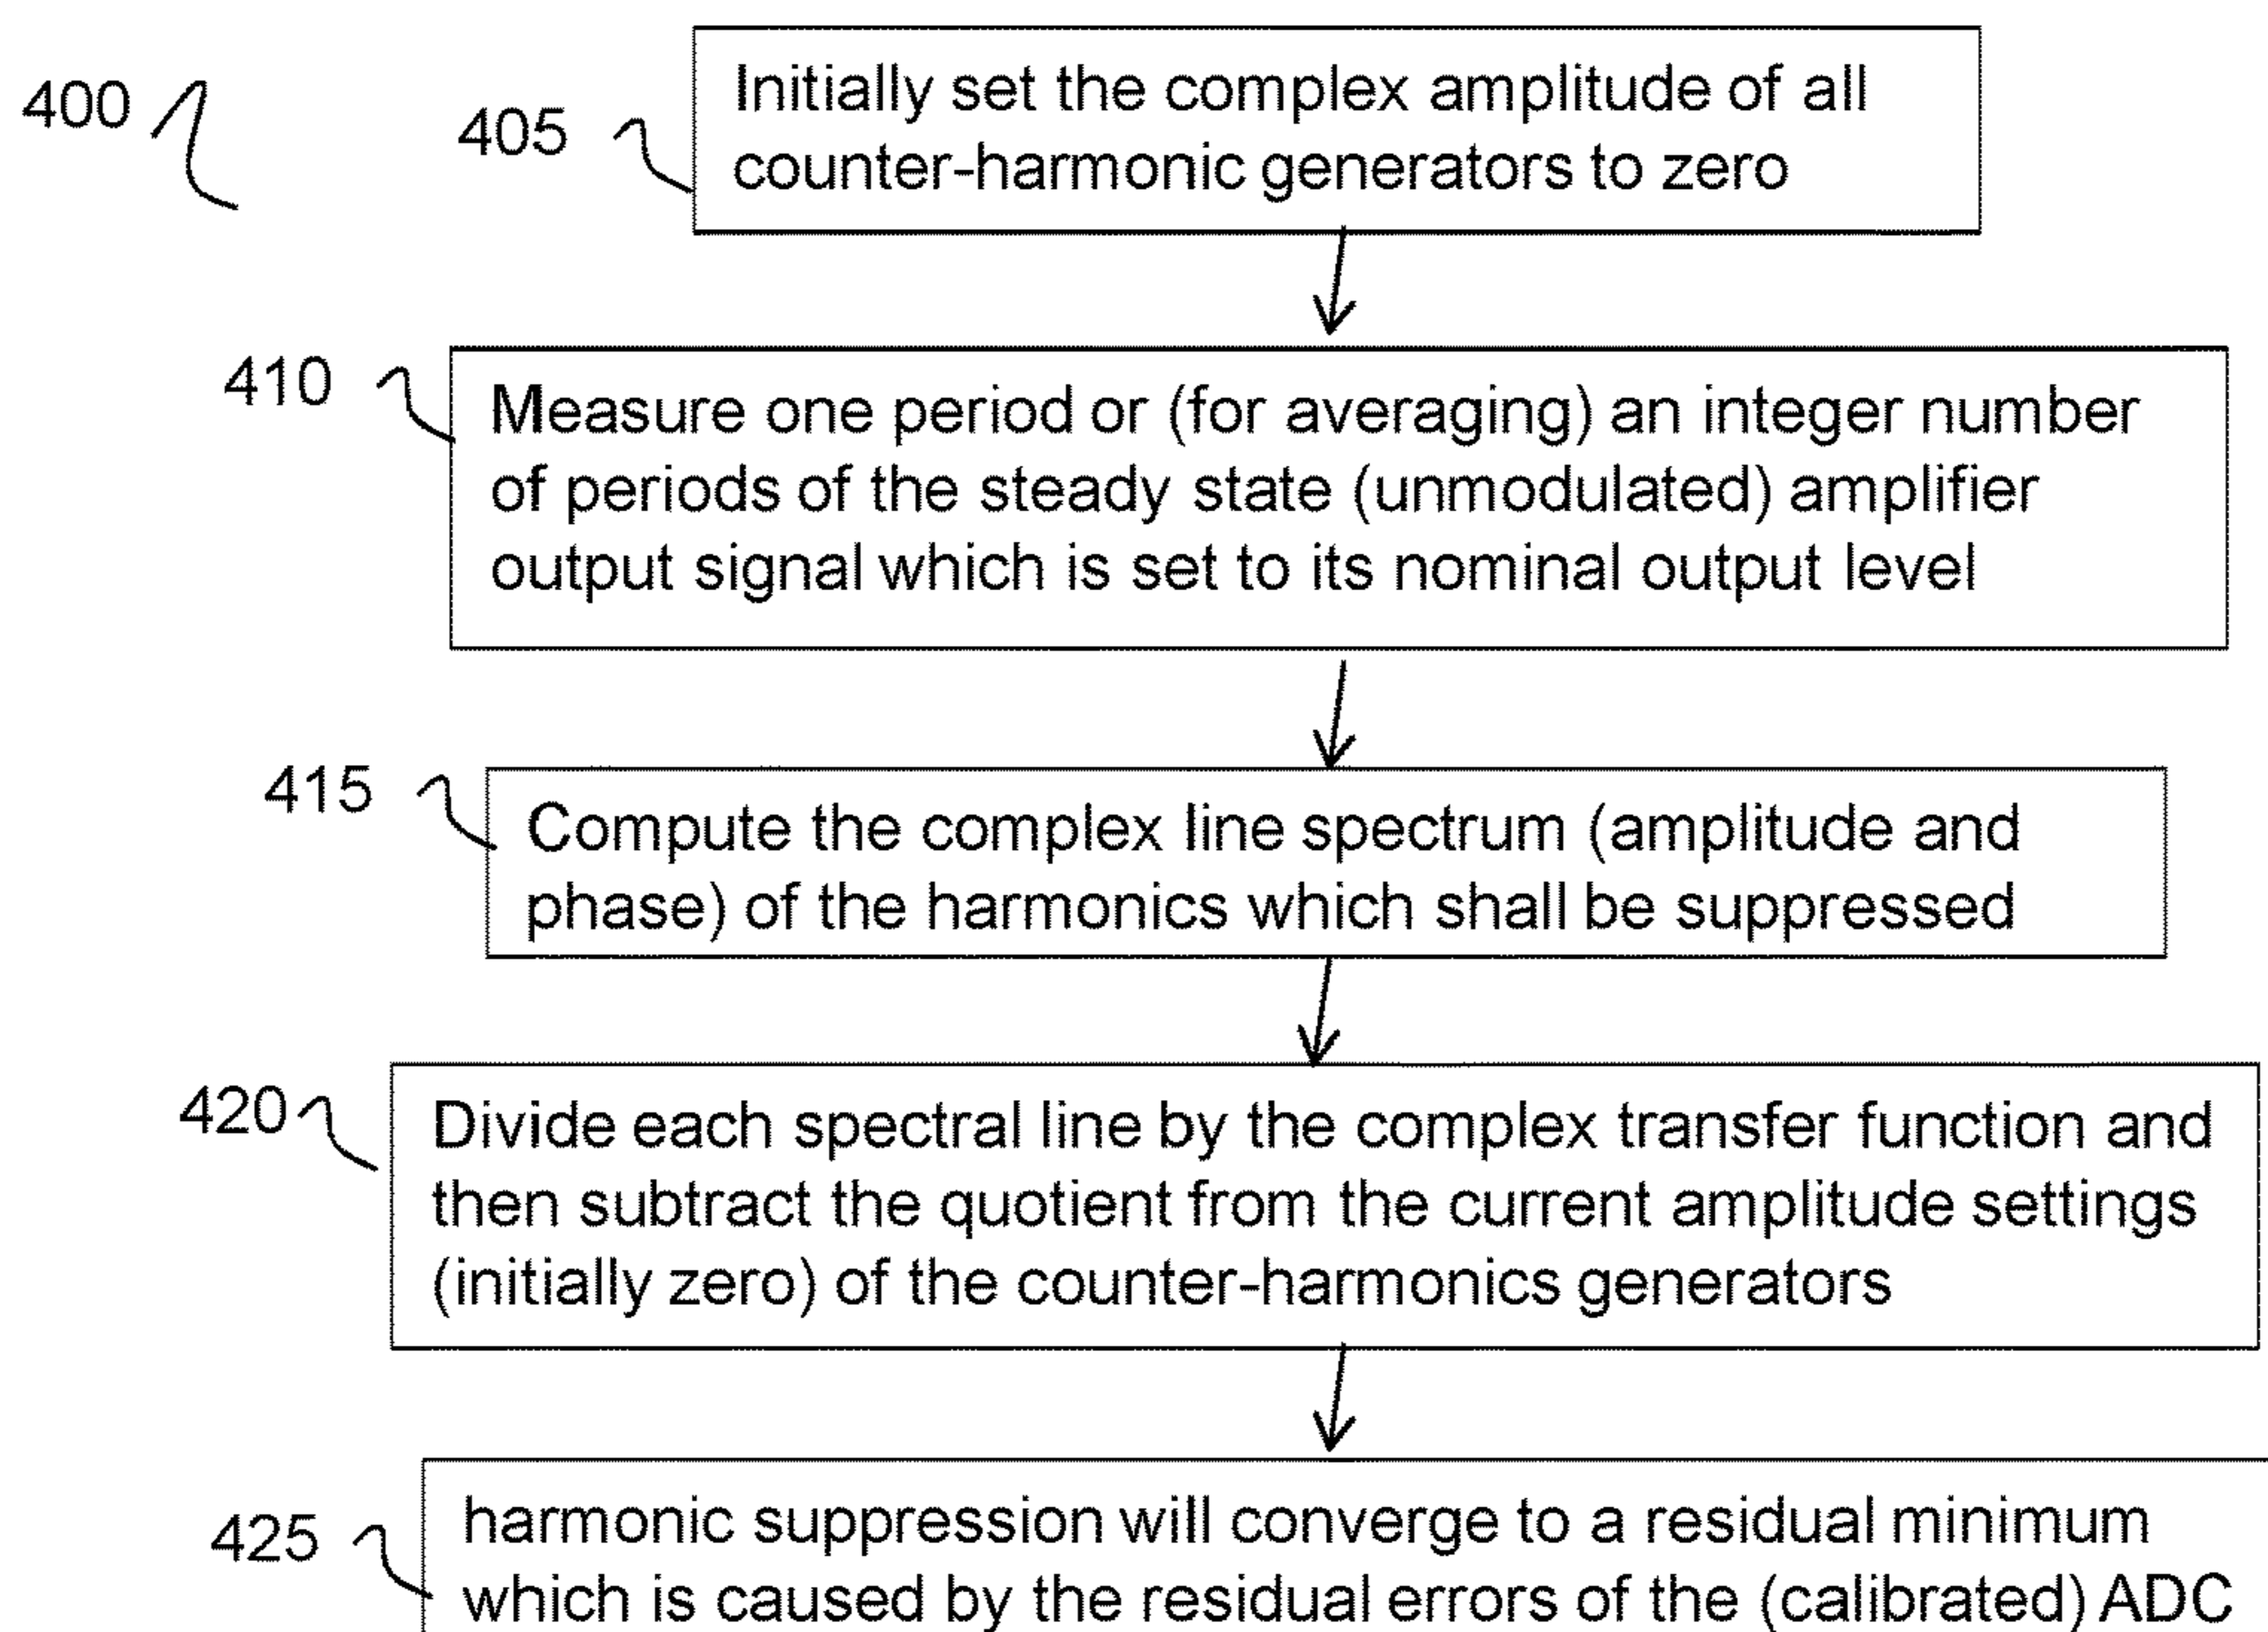 400
405
Initially set the complex amplitude of all
counter-harmonic generators to zero
410
Measure one period or (for averaging) an integer number
of periods of the steady state (unmodulated) amplifier
output signal which is set to its nominal output level
415
Compute the complex line spectrum (amplitude and
phase) of the harmonics which shall be suppressed
420
Divide each spectral line by the complex transfer function and
then subtract the quotient from the current amplitude settings
(initially zero) of the counter-harmonics generators
425
harmonic suppression will converge to a residual minimum
which is caused by the residual errors of the (calibrated) ADC